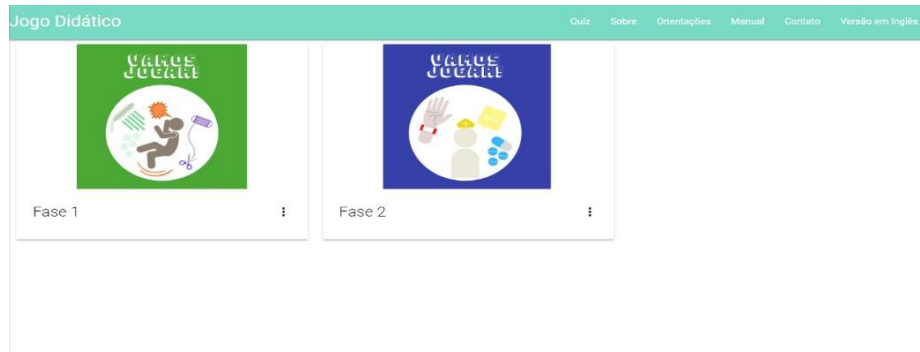 Jogo Didático
Quiz Sobre Orientações Manual Contato Versão em Inglês
VAMOS
JOGAR!
VAMOS
JOGAR!
Fase 1
Fase 2